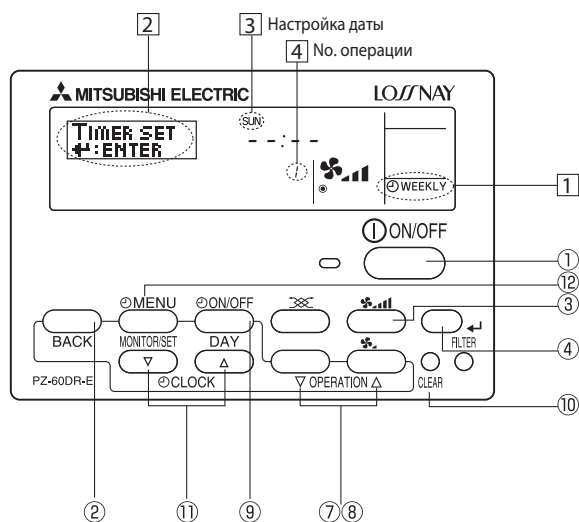 2
3 Настройка даты
4 No. операции
MITSUBISHI ELECTRIC
LOSSNAY
TIMER SET
↵:ENTER
SUN
--:--
1
WEEKLY
1
ON/OFF
①
⑫
MENU
ON/OFF
③
BACK
MONITOR/SET
DAY
FILTER
④
▽
△
PZ-60DR-E
CLOCK
▽ OPERATION △
CLEAR
⑩
②
⑪
⑨
⑦⑧